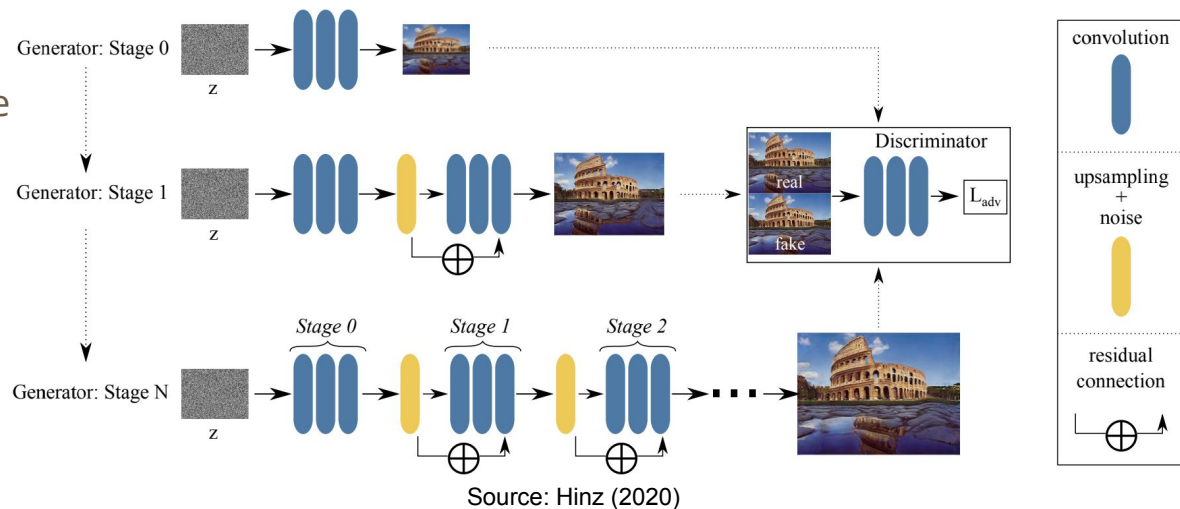 Generator: Stage 0
z
e
Generator: Stage 1
z
Generator: Stage N
z
Stage 0
Stage 1
Stage 2
Discriminator
real
fake
L_adv
convolution
upsampling
+
noise
residual
connection
Source: Hinz (2020)